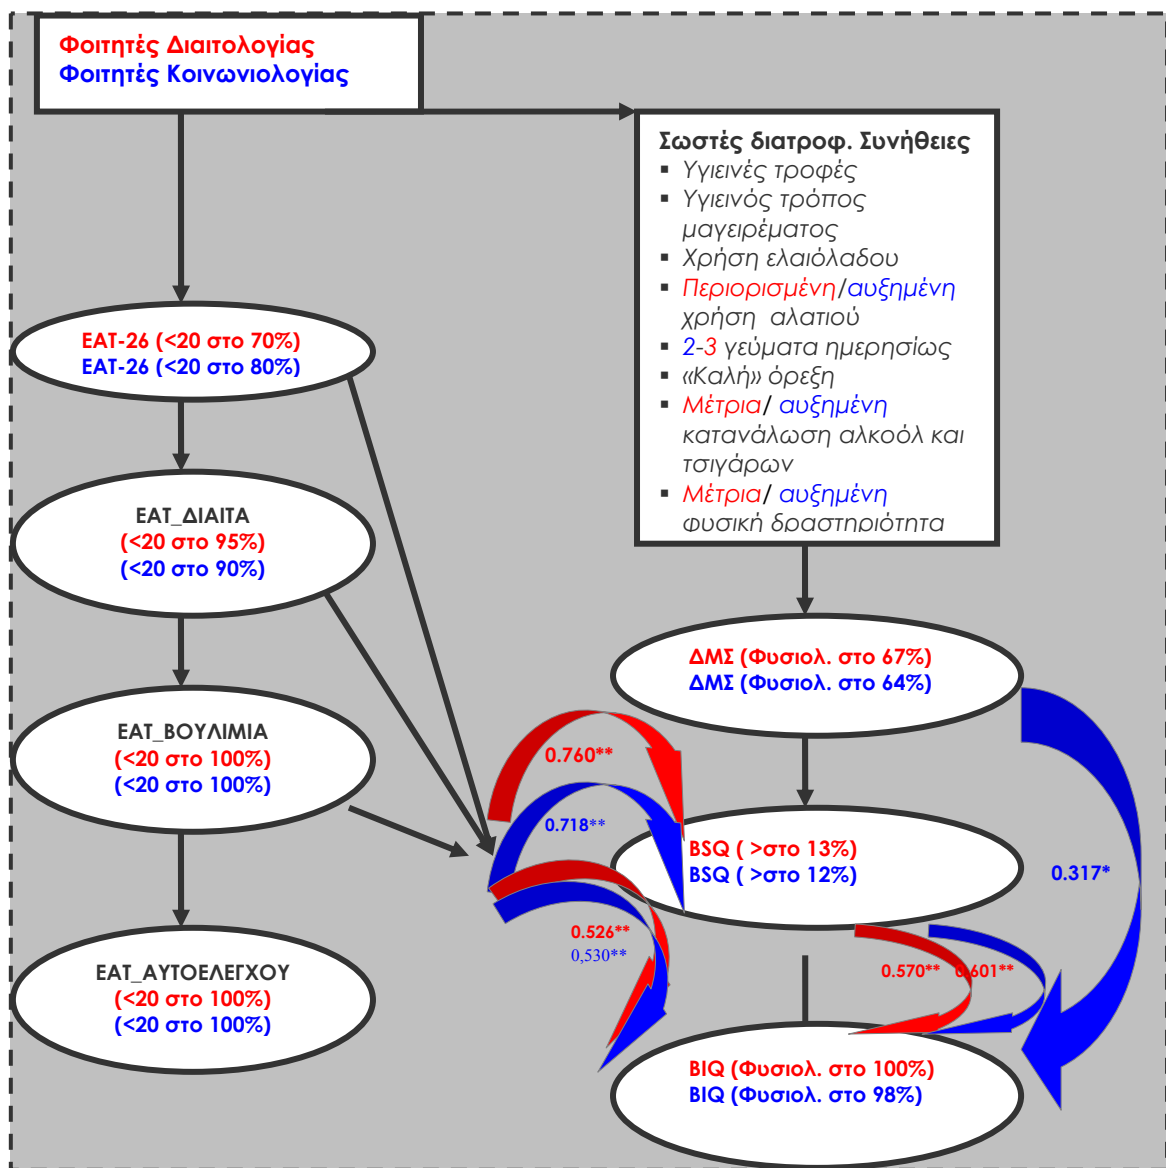 Φοιτητές Διαιτολογίας
Φοιτητές Κοινωνιολογίας
Σωστές διατροφ. Συνήθειες
▪ Υγιεινές τροφές
▪ Υγιεινός τρόπος
μαγειρέματος
▪ Χρήση ελαιόλαδου
▪ Περιορισμένη/αυξημένη
χρήση αλατιού
▪ 2-3 γεύματα ημερησίως
▪ «Καλή» όρεξη
▪ Μέτρια/ αυξημένη
κατανάλωση αλκοόλ και
τσιγάρων
▪ Μέτρια/ αυξημένη
φυσική δραστηριότητα
EAT-26 (<20 στο 70%)
EAT-26 (<20 στο 80%)
EAT_ΔΙΑΙΤΑ
(<20 στο 95%)
(<20 στο 90%)
EAT_ΒΟΥΛΙΜΙΑ
(<20 στο 100%)
(<20 στο 100%)
EAT_ΑΥΤΟΕΛΕΓΧΟΥ
(<20 στο 100%)
(<20 στο 100%)
ΔΜΣ (Φυσιολ. στο 67%)
ΔΜΣ (Φυσιολ. στο 64%)
0.760**
0.718**
BSQ ( >στο 13%)
BSQ ( >στο 12%)
0.317*
0.526**
0,530**
0.570**
0.601**
BIQ (Φυσιολ. στο 100%)
BIQ (Φυσιολ. στο 98%)